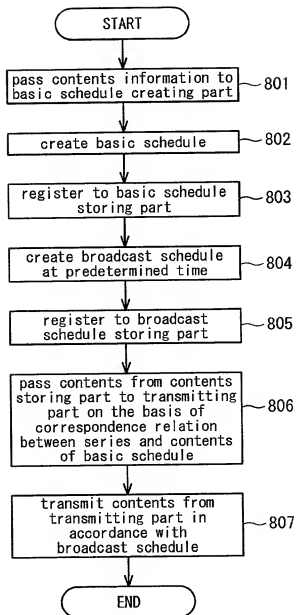 START
pass contents information to
basic schedule creating part
801
create basic schedule
802
register to basic schedule
storing part
803
create broadcast schedule
at predetermined time
804
register to broadcast
schedule storing part
805
pass contents from contents
storing part to transmitting
part on the basis of
correspondence relation
between series and contents
of basic schedule
806
transmit contents from
transmitting part in
accordance with
broadcast schedule
807
END